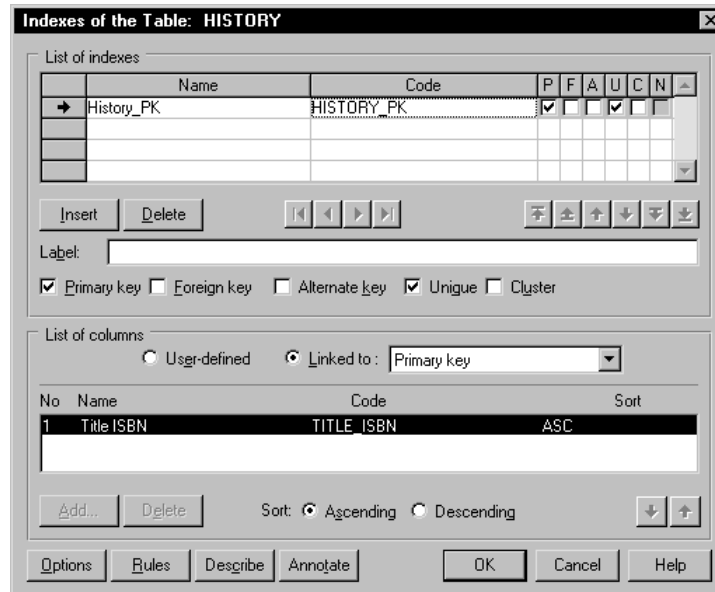 Indexes of the Table: HISTORY
List of indexes
Name Code P F A U C N
History_PK HISTORY_PK
Insert Delete
Label:
Primary key Foreign key Alternate key Unique Cluster
List of columns
User-defined Linked to : Primary key
No Name Code Sort
1 Title ISBN TITLE_ISBN ASC
Add... Delete Sort: Ascending Descending
Options Rules Describe Annotate OK Cancel Help